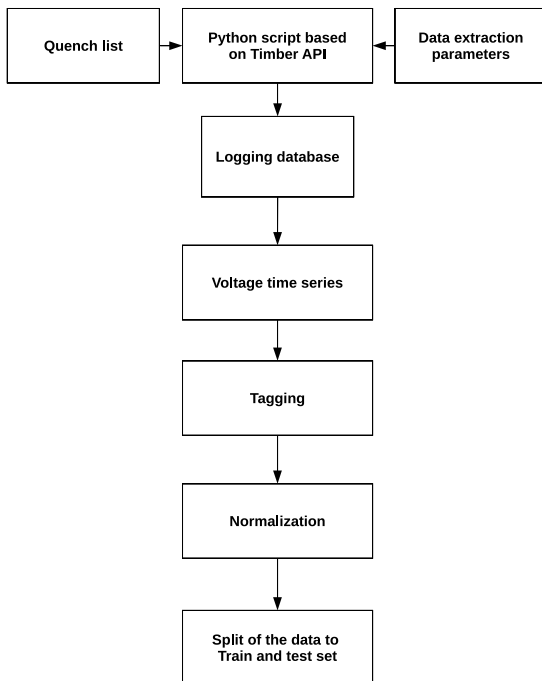 Quench list
Python script based
on Timber API
Data extraction
parameters
Logging database
Voltage time series
Tagging
Normalization
Split of the data to
Train and test set